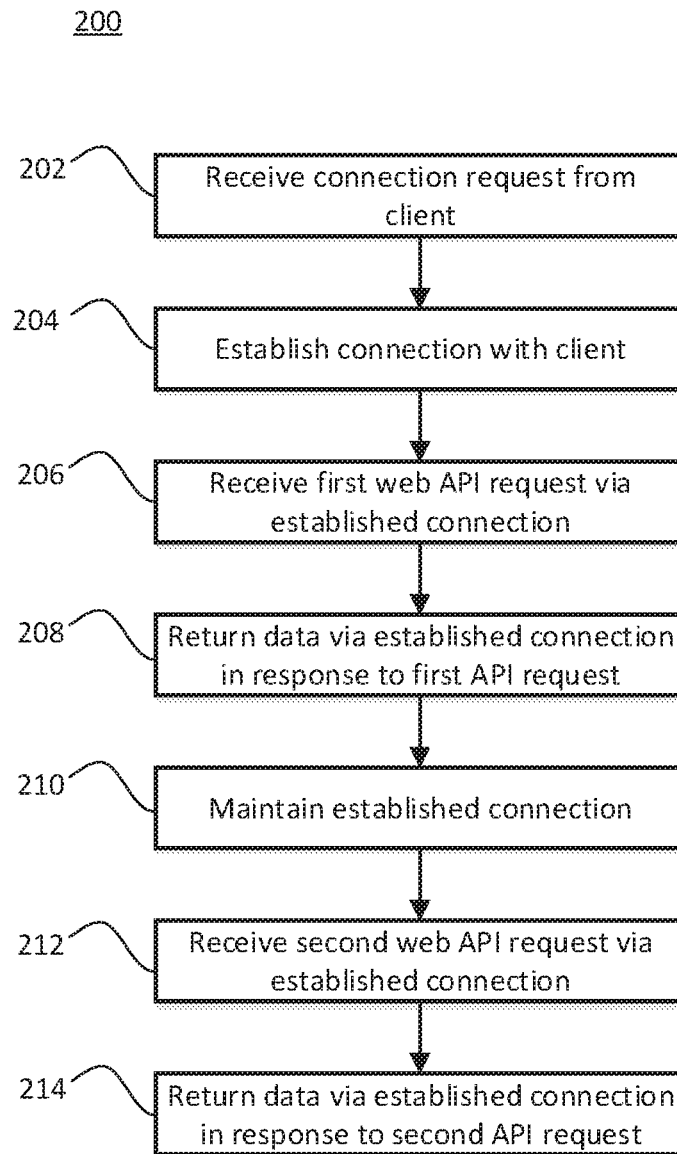 200
202
Receive connection request from
client
204
Establish connection with client
206
Receive first web API request via
established connection
208
Return data via established connection
in response to first API request
210
Maintain established connection
212
Receive second web API request via
established connection
214
Return data via established connection
in response to second API request